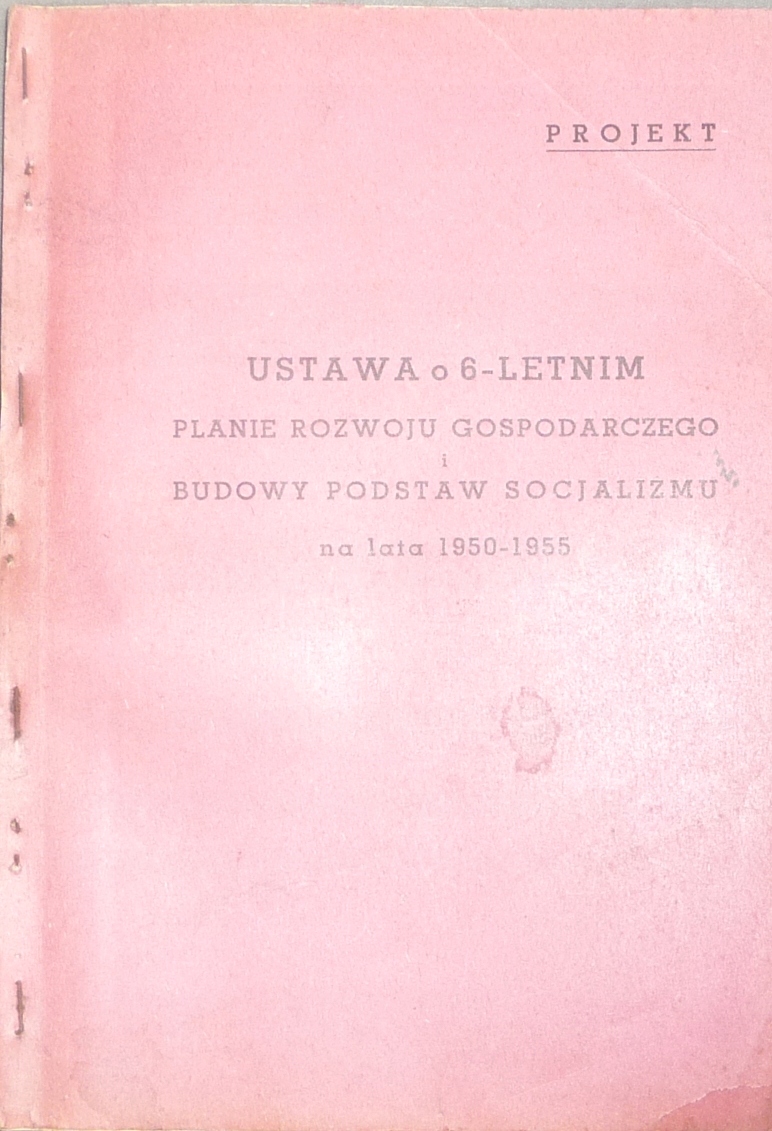 PROJEKT
USTAWA o 6-LETNIM
PLANIE ROZWOJU GOSPODARCZEGO
i
BUDOWY PODSTAW SOCJALIZMU
na lata 1950-1955